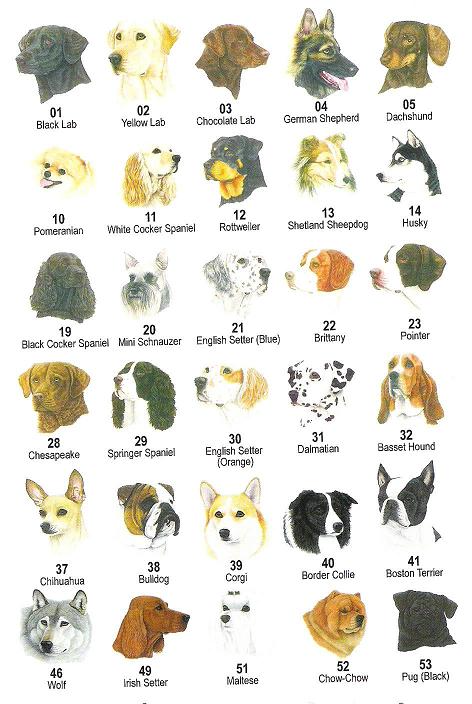 01 02 03 04 05
Black Lab Yellow Lab Chocolate Lab German Shepherd Dachshund
10 11 12 13 14
Pomeranian White Cocker Spaniel Rottweiler Shetland Sheepdog Husky
19 20 21 22 23
Black Cocker Spaniel Mini Schnauzer English Setter (Blue) Brittany Pointer
28 29 30 31 32
Chesapeake Springer Spaniel English Setter Dalmatian Basset Hound
(Orange)
37 38 39 40 41
Chihuahua Bulldog Corgi Border Collie Boston Terrier
46 49 51 52 53
Wolf Irish Setter Maltese Chow-Chow Pug (Black)